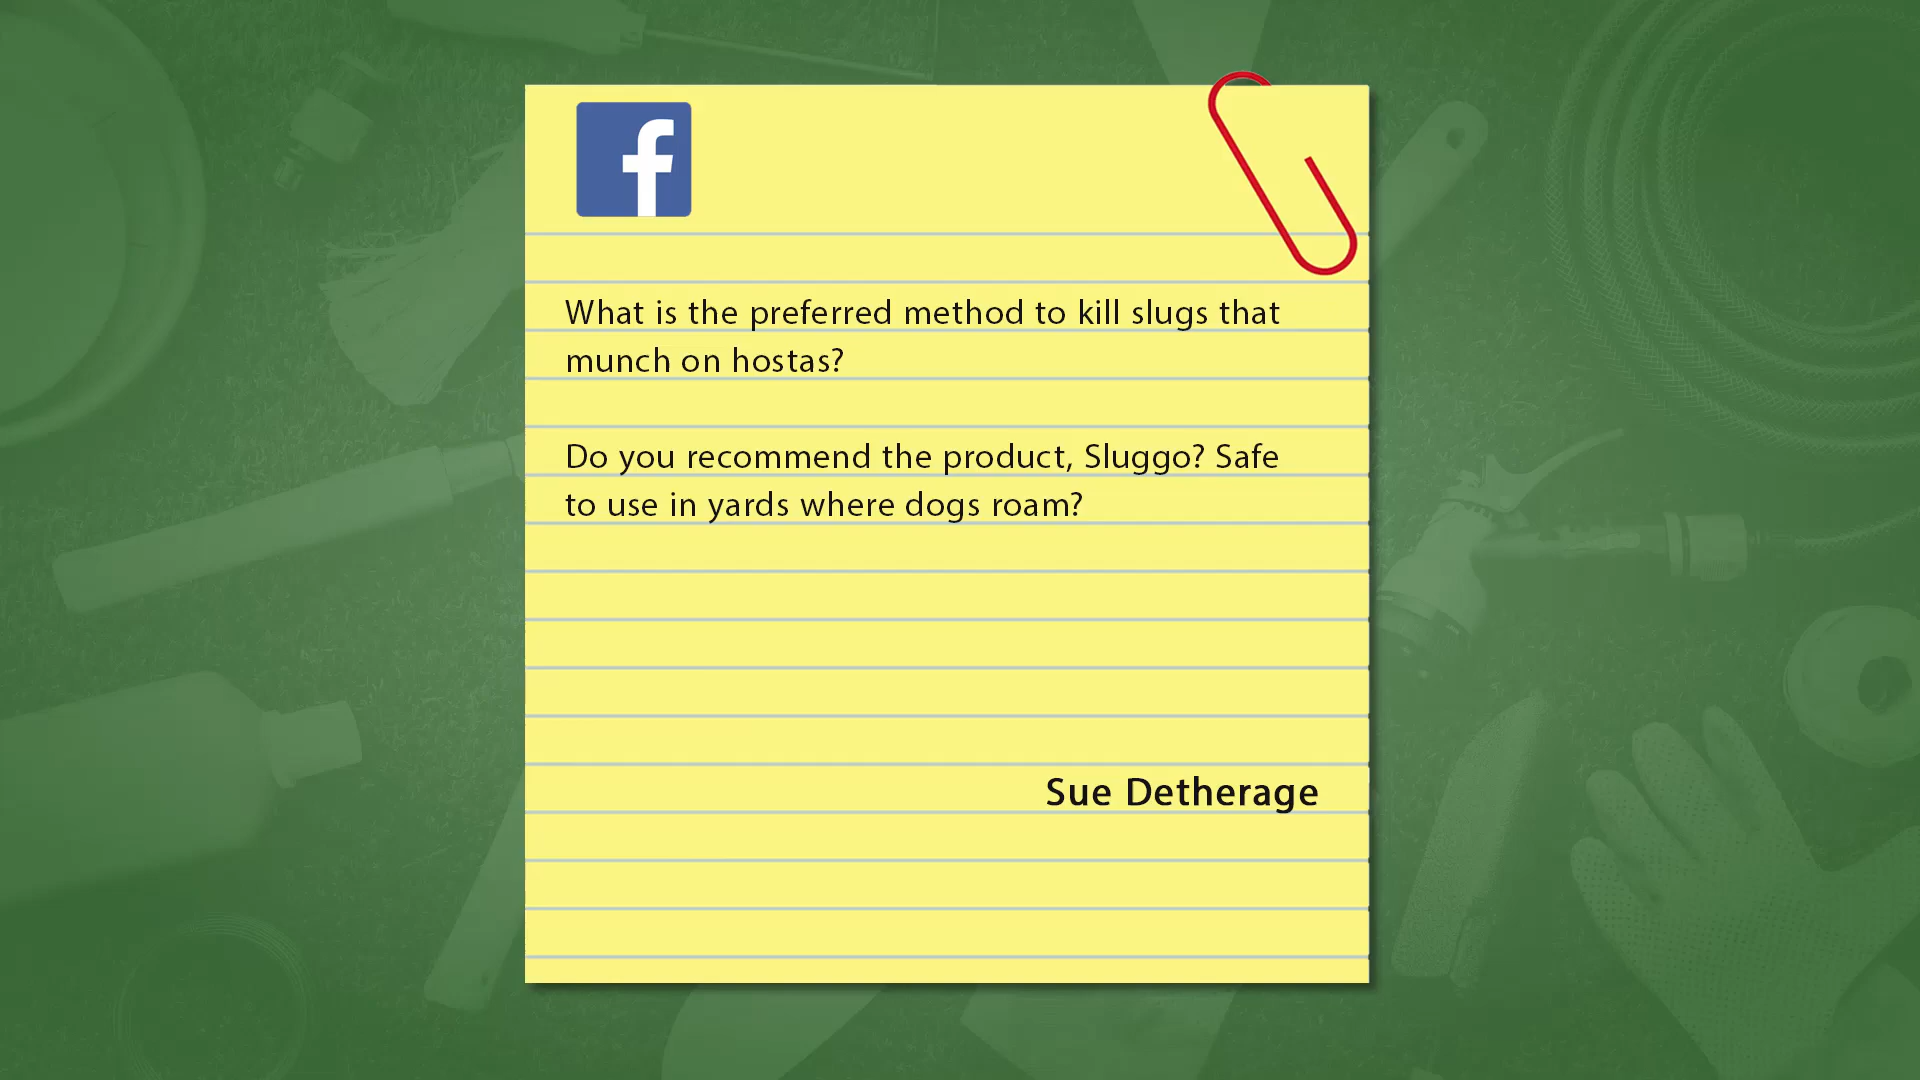 f
What is the preferred method to kill slugs that
munch on hostas?
Do you recommend the product, Sluggo? Safe
to use in yards where dogs roam?
Sue Detherage